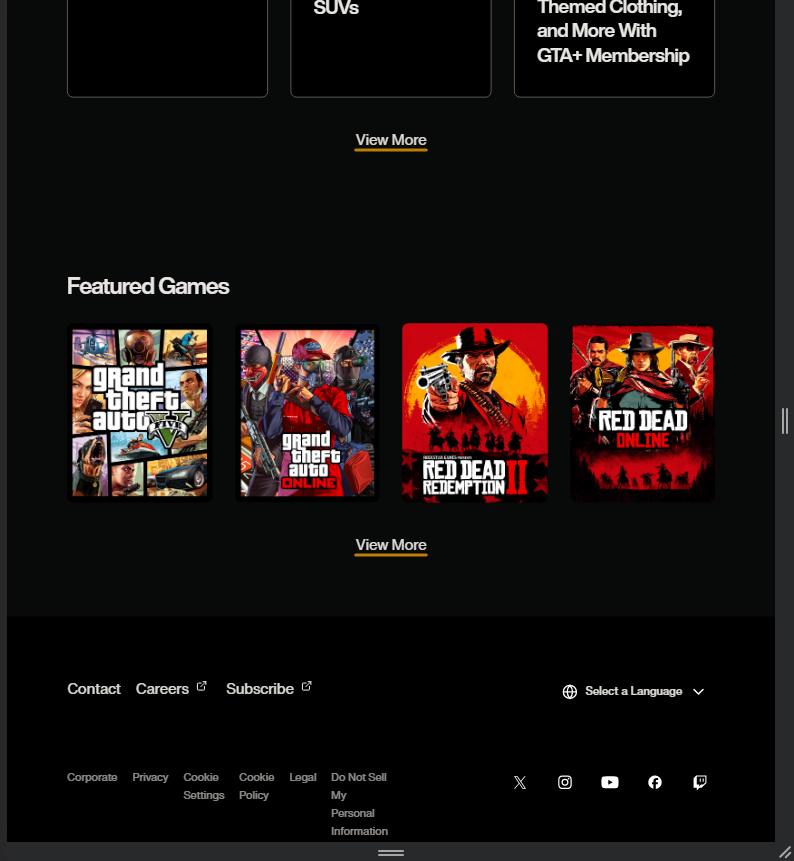 SUVs
Themed Clothing,
and More With
GTA+ Membership
View More
Featured Games
grand
theft
auto V
FIVE
grand
theft
auto
ONLINE
ROCKSTAR GAMES PRESENTS
RED DEAD
REDEMPTION II
RED DEAD
ONLINE
View More
Contact
Careers
Subscribe
Select a Language
Corporate
Privacy
Cookie
Settings
Cookie
Policy
Legal
Do Not Sell
My
Personal
Information